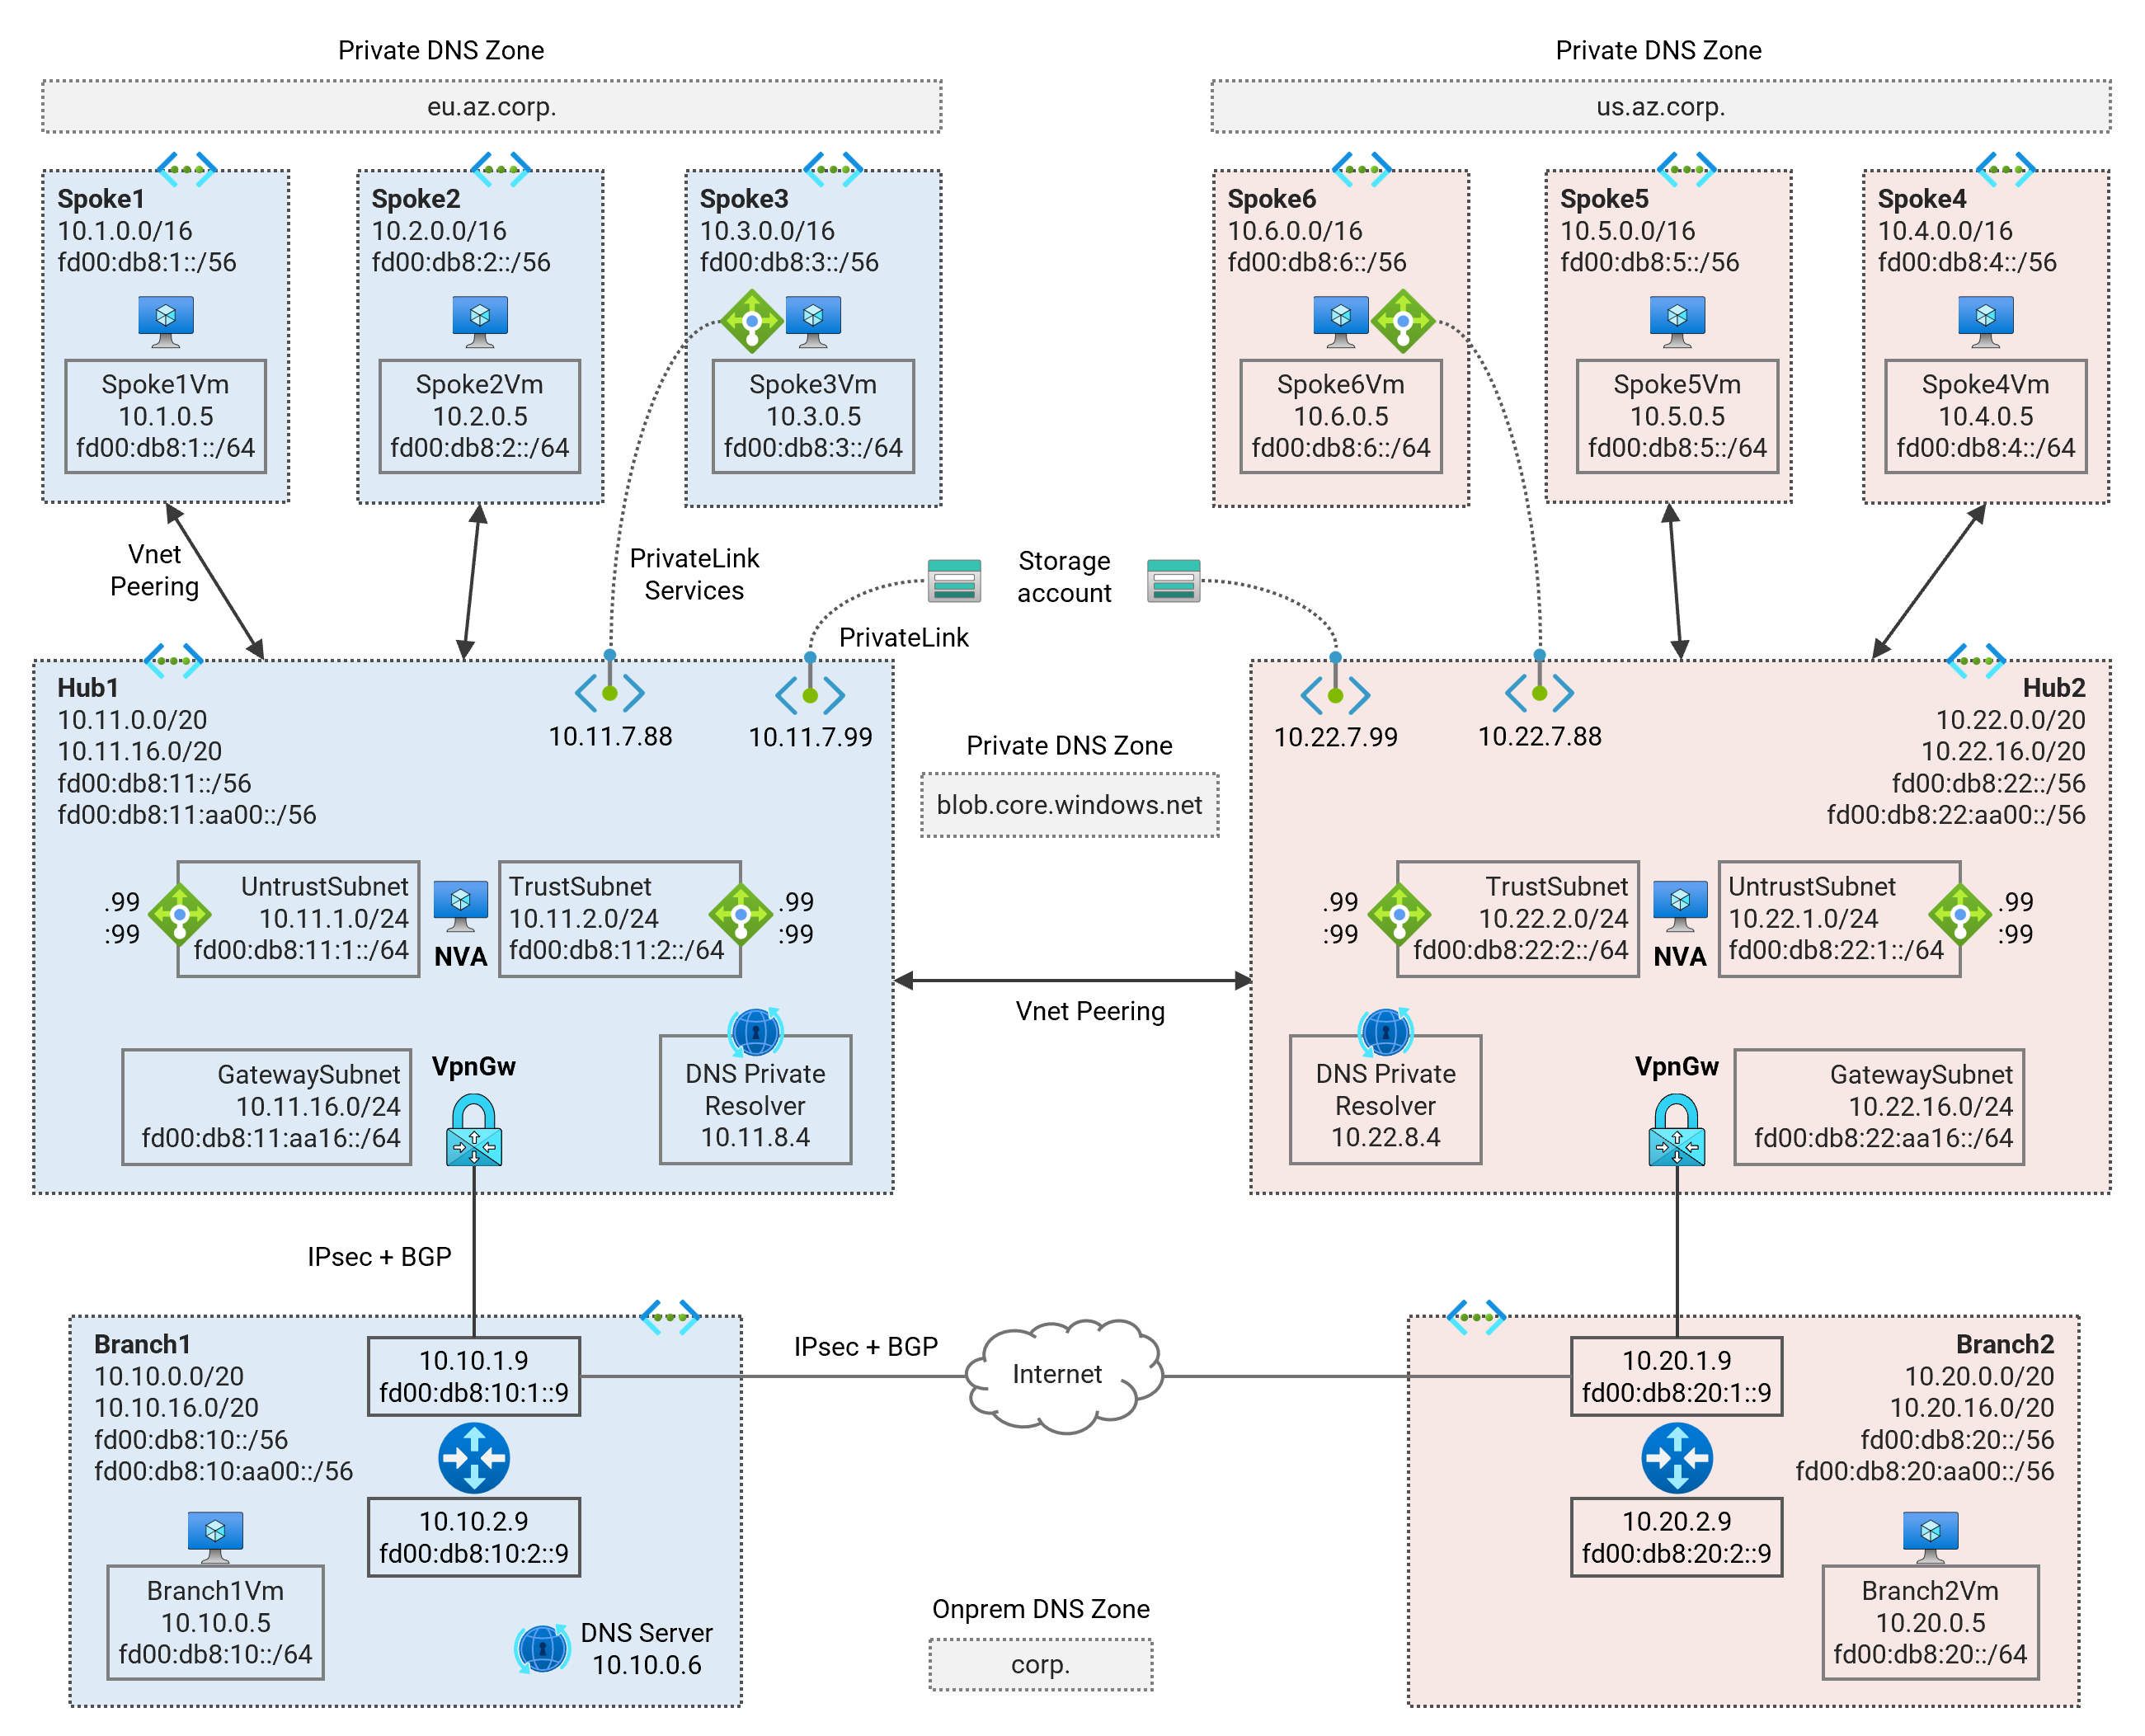 Private DNS Zone
eu.az.corp.
Private DNS Zone
us.az.corp.
Spoke1
10.1.0.0/16
fd00:db8:1::/56
Spoke1Vm
10.1.0.5
fd00:db8:1::/64
Spoke2
10.2.0.0/16
fd00:db8:2::/56
Spoke2Vm
10.2.0.5
fd00:db8:2::/64
Spoke3
10.3.0.0/16
fd00:db8:3::/56
Spoke3Vm
10.3.0.5
fd00:db8:3::/64
Spoke6
10.6.0.0/16
fd00:db8:6::/56
Spoke6Vm
10.6.0.5
fd00:db8:6::/64
Spoke5
10.5.0.0/16
fd00:db8:5::/56
Spoke5Vm
10.5.0.5
fd00:db8:5::/64
Spoke4
10.4.0.0/16
fd00:db8:4::/56
Spoke4Vm
10.4.0.5
fd00:db8:4::/64
Vnet
Peering
PrivateLink
Services
Storage
account
PrivateLink
Hub1
10.11.0.0/20
10.11.16.0/20
fd00:db8:11::/56
fd00:db8:11:aa00::/56
10.11.7.88
10.11.7.99
.99
:99
UntrustSubnet
10.11.1.0/24
fd00:db8:11:1::/64
NVA
TrustSubnet
10.11.2.0/24
fd00:db8:11:2::/64
.99
:99
GatewaySubnet
10.11.16.0/24
fd00:db8:11:aa16::/64
VpnGw
DNS Private
Resolver
10.11.8.4
Private DNS Zone
blob.core.windows.net
Vnet Peering
10.22.7.99
10.22.7.88
Hub2
10.22.0.0/20
10.22.16.0/20
fd00:db8:22::/56
fd00:db8:22:aa00::/56
.99
:99
TrustSubnet
10.22.2.0/24
fd00:db8:22:2::/64
NVA
UntrustSubnet
10.22.1.0/24
fd00:db8:22:1::/64
.99
:99
DNS Private
Resolver
10.22.8.4
VpnGw
GatewaySubnet
10.22.16.0/24
fd00:db8:22:aa16::/64
IPsec + BGP
Branch1
10.10.0.0/20
10.10.16.0/20
fd00:db8:10::/56
fd00:db8:10:aa00::/56
10.10.1.9
fd00:db8:10:1::9
10.10.2.9
fd00:db8:10:2::9
Branch1Vm
10.10.0.5
fd00:db8:10::/64
DNS Server
10.10.0.6
IPsec + BGP
Internet
Onprem DNS Zone
corp.
10.20.1.9
fd00:db8:20:1::9
10.20.2.9
fd00:db8:20:2::9
Branch2
10.20.0.0/20
10.20.16.0/20
fd00:db8:20::/56
fd00:db8:20:aa00::/56
Branch2Vm
10.20.0.5
fd00:db8:20::/64